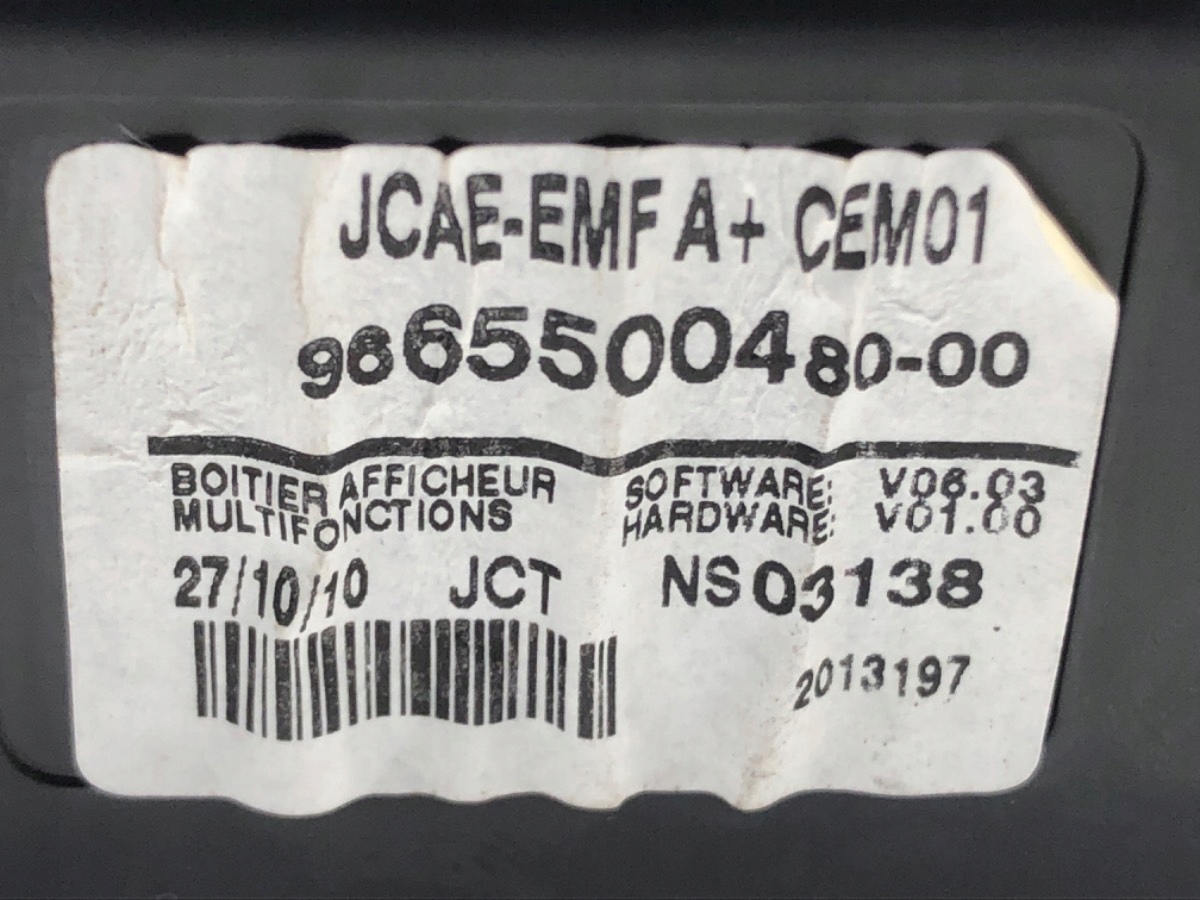 JCAE-EMF A+ CEM01
9665500480-00
BOITIER AFFICHEUR
MULTIFONCTIONS
SOFTWARE: V06.03
HARDWARE: V01.00
27/10/10 JCT NS03138
2013197